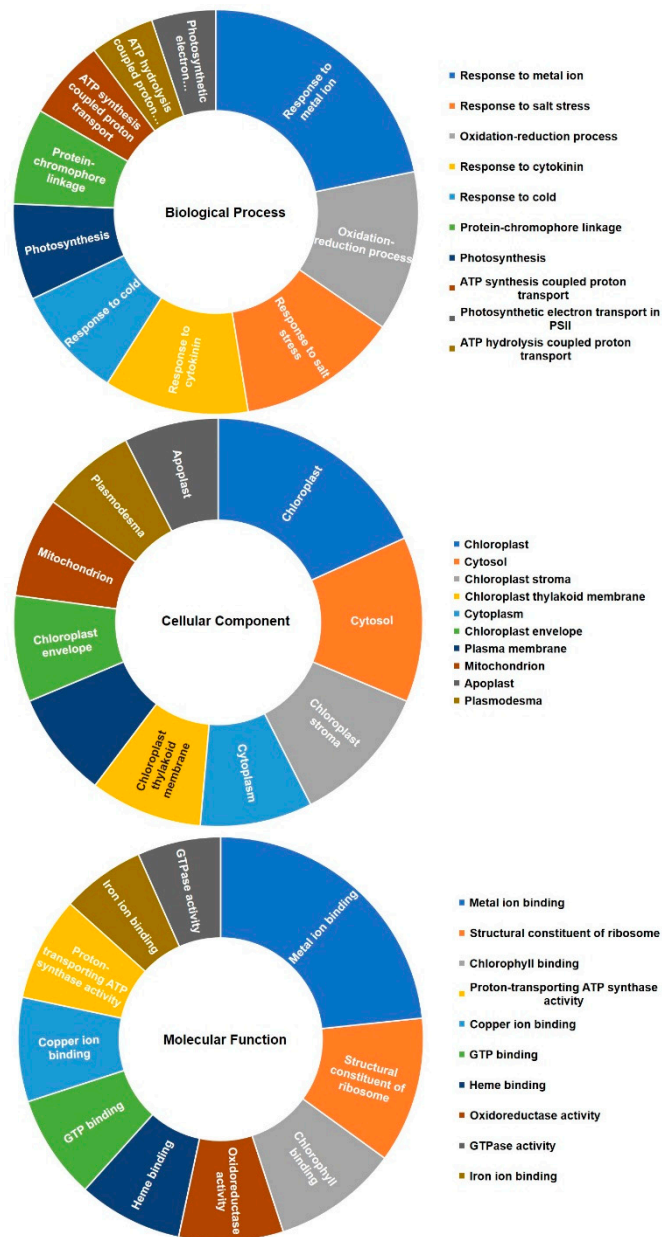 Response to
metal ion
Oxidation-
reduction process
Response to salt
stress
Response to
cytokinin
Response to cold
Photosynthesis
Protein-
chromophore
linkage
ATP synthesis
coupled proton
transport
ATP hydrolysis
coupled proton...
Photosynthetic
electron...
Biological Process
Response to metal ion
Response to salt stress
Oxidation-reduction process
Response to cytokinin
Response to cold
Protein-chromophore linkage
Photosynthesis
ATP synthesis coupled proton
transport
Photosynthetic electron transport in
PSII
ATP hydrolysis coupled proton
transport
Chloroplast
Cytosol
Chloroplast
stroma
Cytoplasm
Chloroplast
thylakoid
membrane
Chloroplast
envelope
Mitochondrion
Plasmodesma
Apoplast
Cellular Component
Chloroplast
Cytosol
Chloroplast stroma
Chloroplast thylakoid membrane
Cytoplasm
Chloroplast envelope
Plasma membrane
Mitochondrion
Apoplast
Plasmodesma
Metal ion binding
Structural
constituent of
ribosome
Chlorophyll
binding
Oxidoreductase
activity
Heme binding
GTP binding
Copper ion
binding
Proton-
transporting ATP
synthase activity
Iron ion binding
GTPase activity
Molecular Function
Metal ion binding
Structural constituent of ribosome
Chlorophyll binding
Proton-transporting ATP synthase
activity
Copper ion binding
GTP binding
Heme binding
Oxidoreductase activity
GTPase activity
Iron ion binding